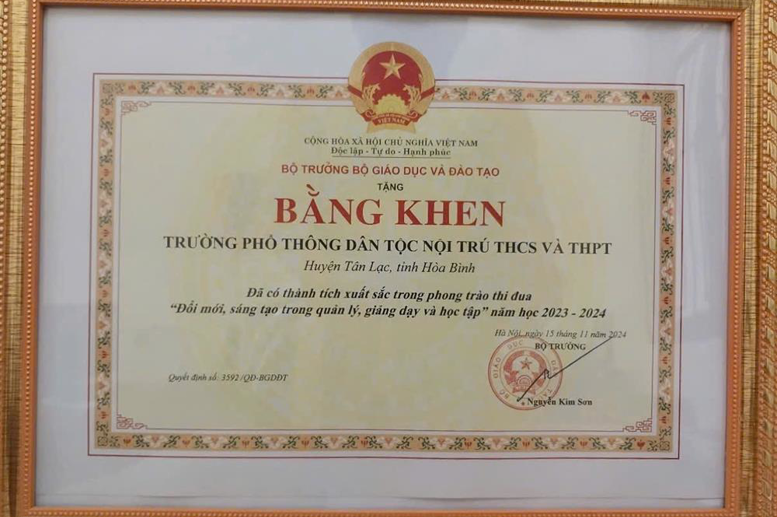 VIỆT NAM
CỘNG HÒA XÃ HỘI CHỦ NGHĨA VIỆT NAM
Độc lập - Tự do - Hạnh phúc
BỘ TRƯỞNG BỘ GIÁO DỤC VÀ ĐÀO TẠO
TẶNG
BẰNG KHEN
TRƯỜNG PHỔ THÔNG DÂN TỘC NỘI TRÚ THCS VÀ THPT
Huyện Tân Lạc, tỉnh Hòa Bình
Đã có thành tích xuất sắc trong phong trào thi đua
“Đổi mới, sáng tạo trong quản lý, giảng dạy và học tập” năm học 2023 - 2024
Hà Nội, ngày 15 tháng 11 năm 2024
BỘ TRƯỞNG
BỘ GIÁO DỤC
Quyết định số: 3592 /QĐ-BGDĐT
Nguyễn Kim Sơn